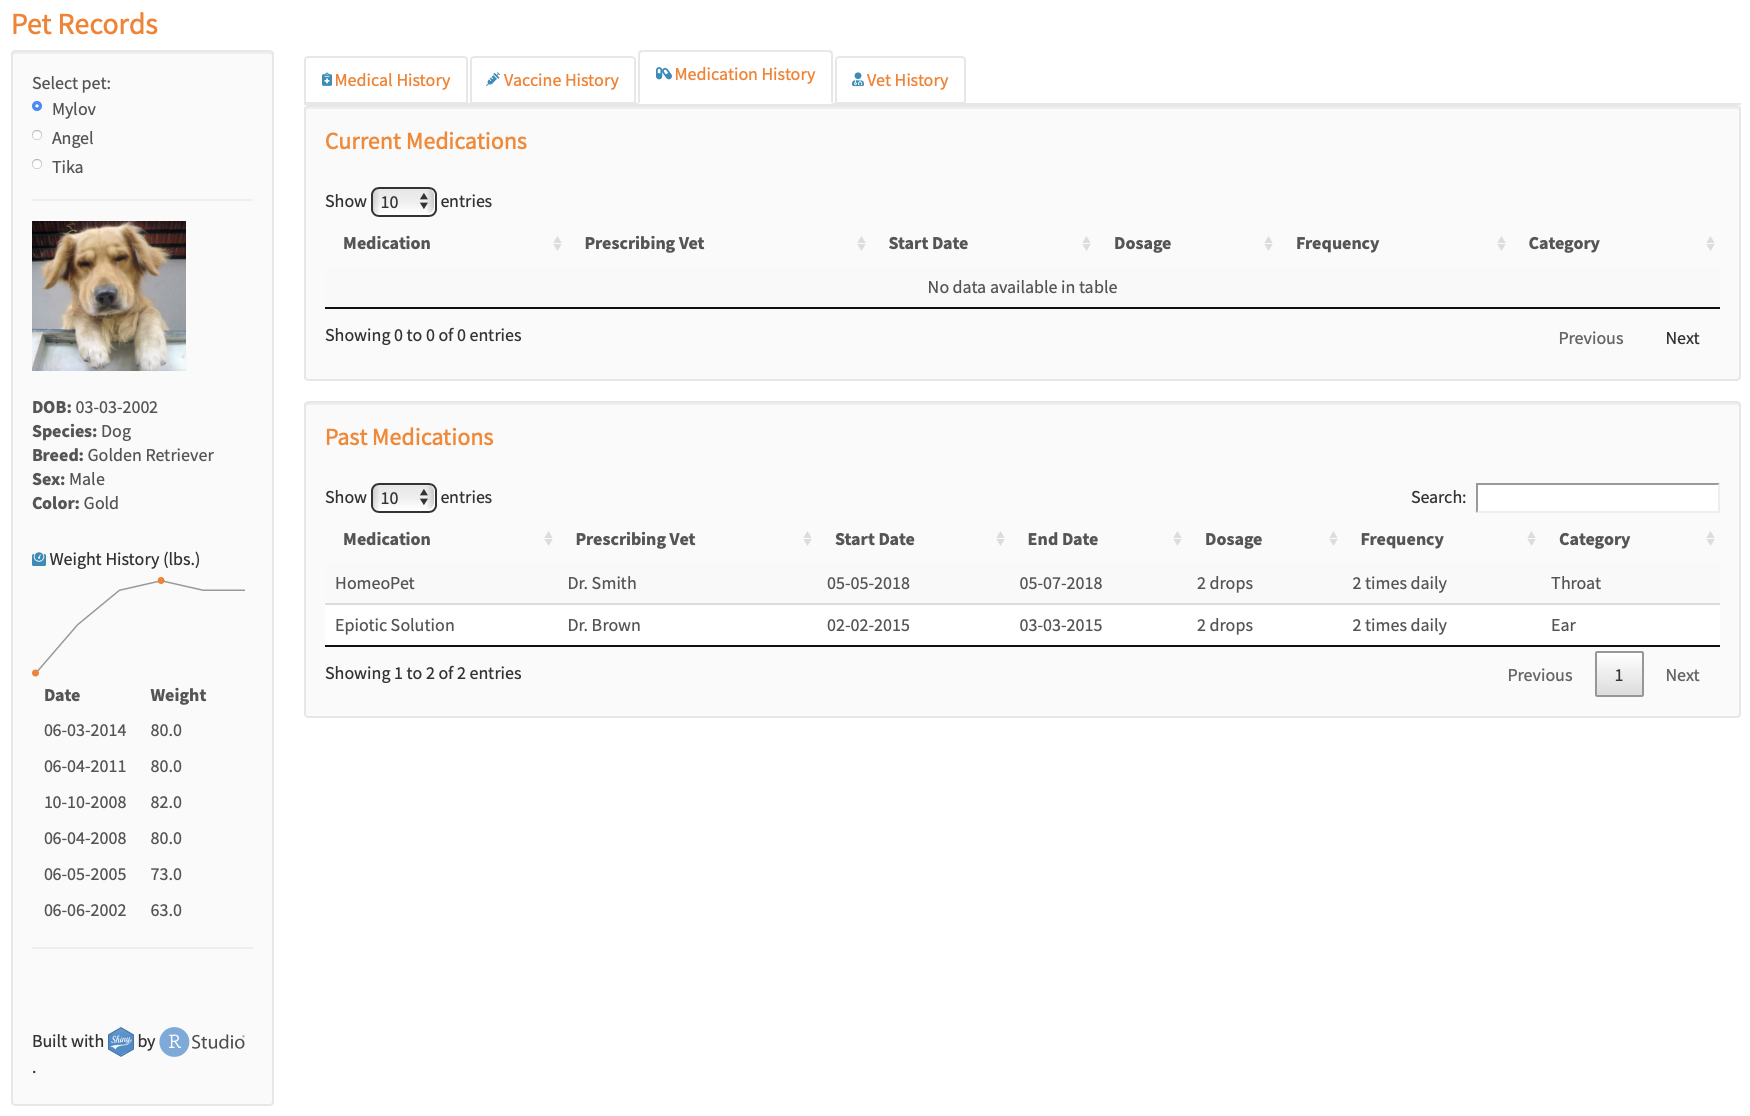 Pet Records
Select pet:
Mylov
Angel
Tika
DOB: 03-03-2002
Species: Dog
Breed: Golden Retriever
Sex: Male
Color: Gold
Weight History (lbs.)
Date Weight
06-03-2014 80.0
06-04-2011 80.0
10-10-2008 82.0
06-04-2008 80.0
06-05-2005 73.0
06-06-2002 63.0
Built with Shiny by R Studio
.
Medical History Vaccine History Medication History Vet History
Current Medications
Show 10 entries
Medication Prescribing Vet Start Date Dosage Frequency Category
No data available in table
Showing 0 to 0 of 0 entries Previous Next
Past Medications
Show 10 entries Search:
Medication Prescribing Vet Start Date End Date Dosage Frequency Category
HomeoPet Dr. Smith 05-05-2018 05-07-2018 2 drops 2 times daily Throat
Epiotic Solution Dr. Brown 02-02-2015 03-03-2015 2 drops 2 times daily Ear
Showing 1 to 2 of 2 entries Previous 1 Next